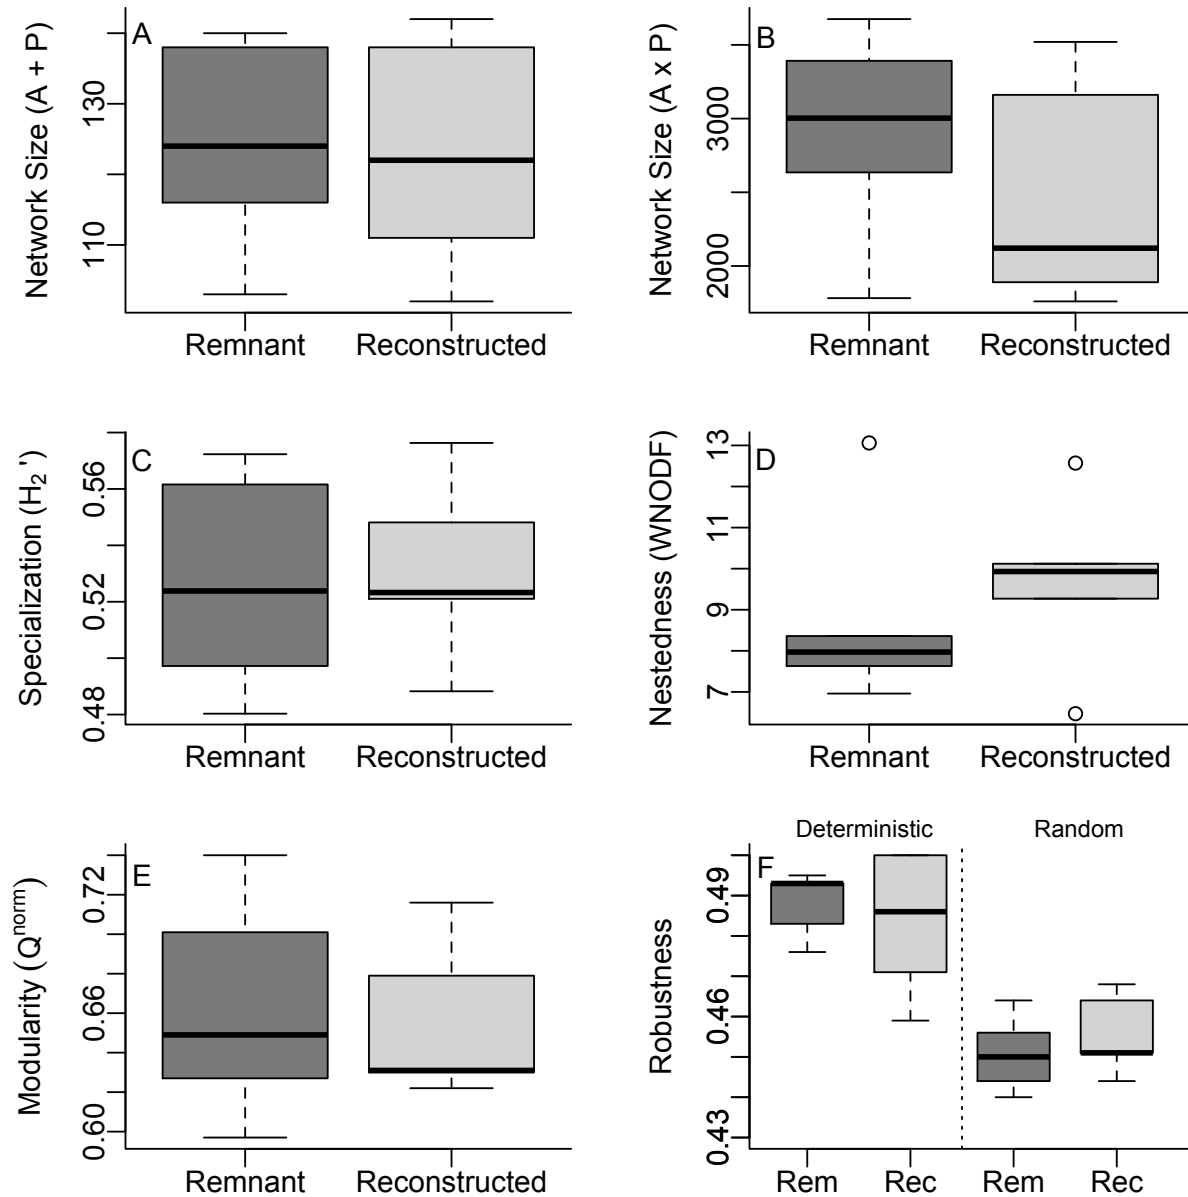 A
Network Size (A + P)
130
110
Remnant
Reconstructed
B
Network Size (A x P)
3000
2000
Remnant
Reconstructed
C
Specialization (H2 ')
0.56
0.52
0.48
Remnant
Reconstructed
D
Nestedness (WNODF)
13
11
9
7
Remnant
Reconstructed
E
Modularity (Qnorm)
0.72
0.66
0.60
Remnant
Reconstructed
Deterministic
Random
F
Robustness
0.49
0.46
0.43
Rem
Rec
Rem
Rec